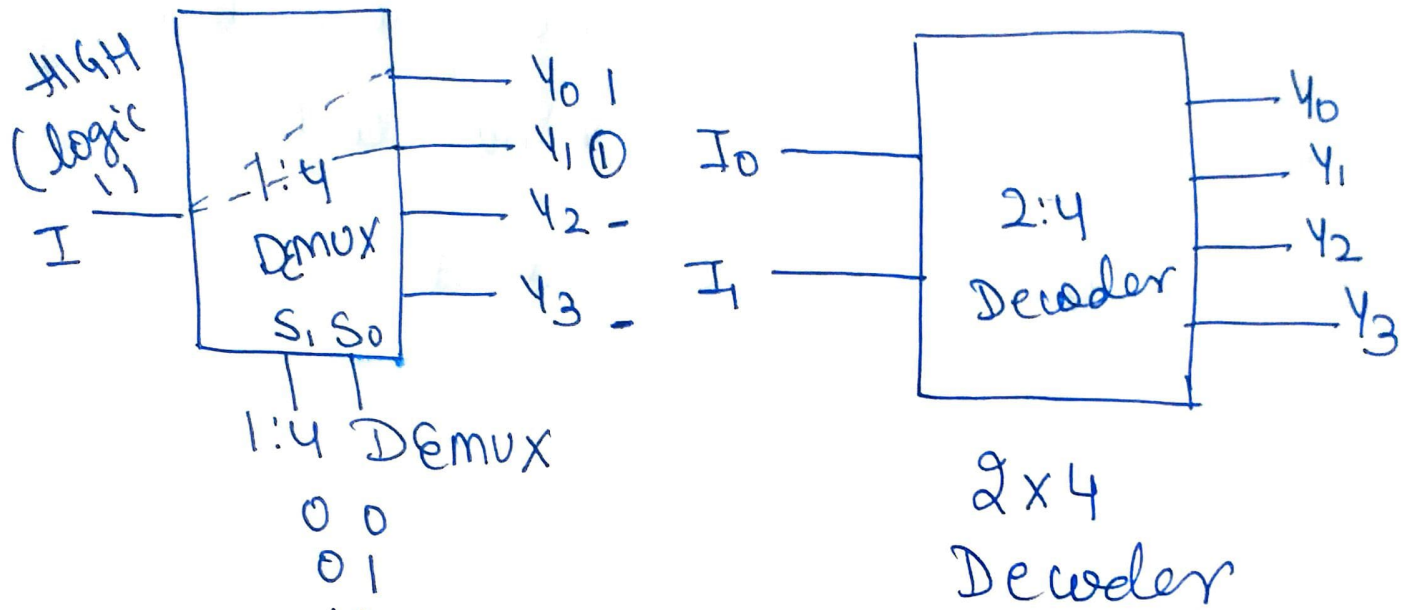 HIGH
(logic
1)
I
1:4
DEMUX
S1 S0
Y0 1
Y1 ①
Y2 -
Y3 -
1:4 DEMUX
0 0
0 1
I0
I1
2:4
Decoder
Y0
Y1
Y2
Y3
2x4
Decoder